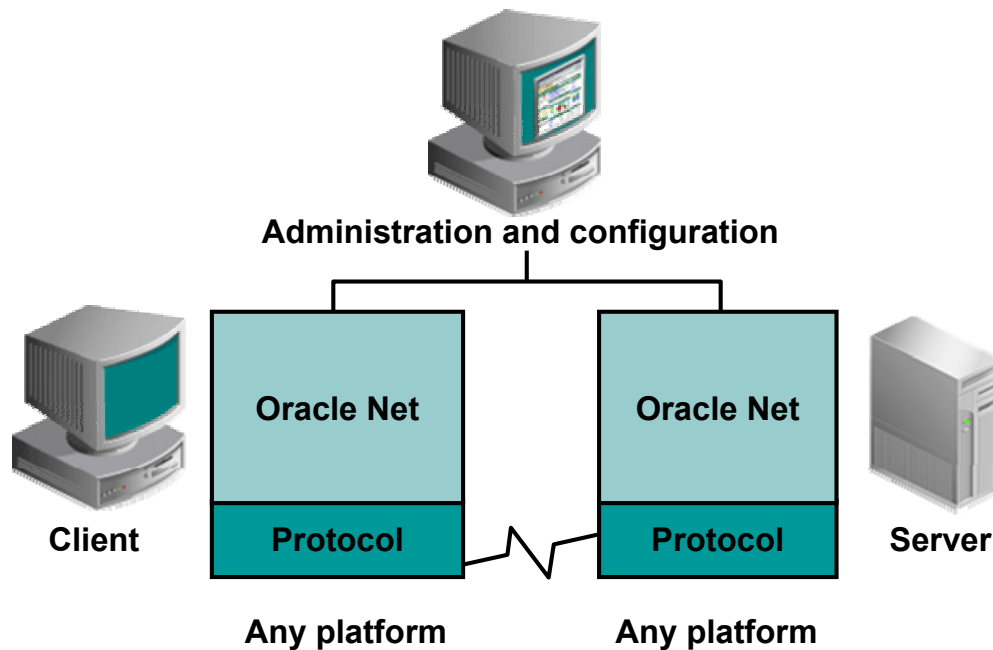 Administration and configuration
Oracle Net
Oracle Net
Client
Protocol
Protocol
Server
Any platform
Any platform